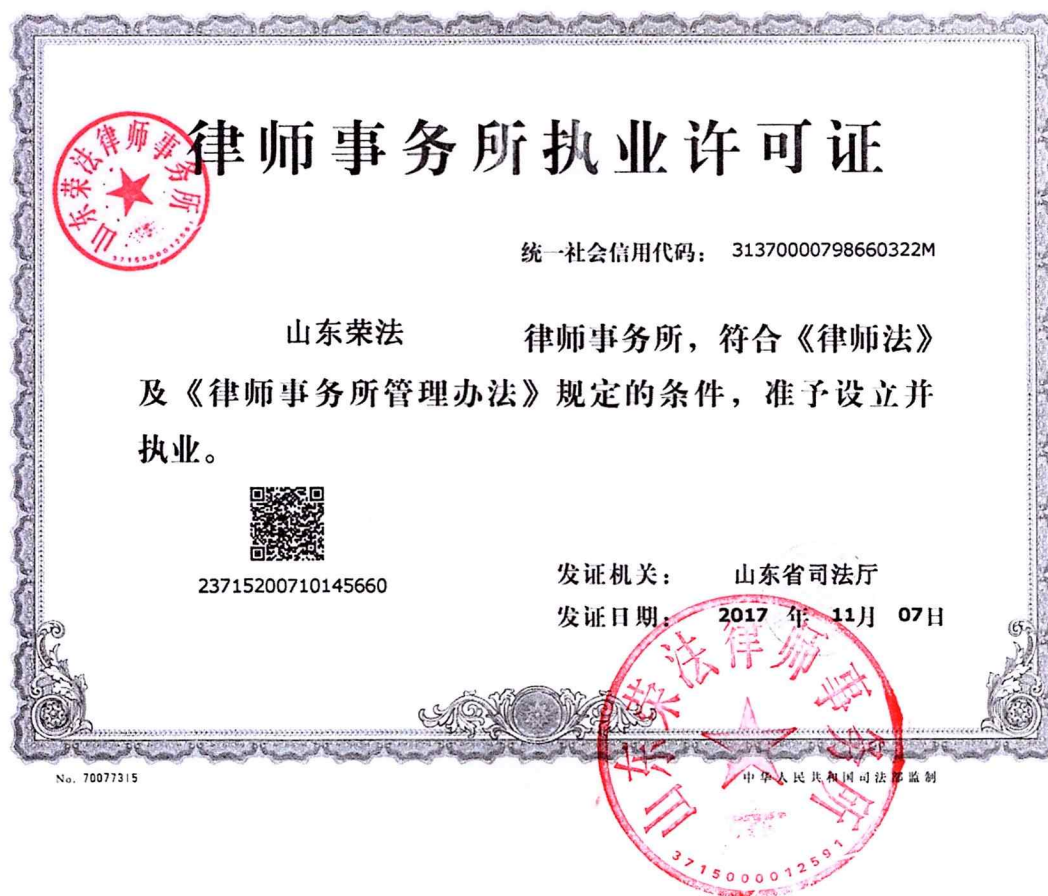 律师事务所执业许可证
山东荣法律师事务所
3715000012591
统一社会信用代码: 31370000798660322M
山东荣法 律师事务所，符合《律师法》
及《律师事务所管理办法》规定的条件，准予设立并
执业。
23715200710145660
发证机关: 山东省司法厅
发证日期: 2017 年 11月 07日
山东荣法律师事务所
3715000012591
No. 70077315
中华人民共和国司法部监制